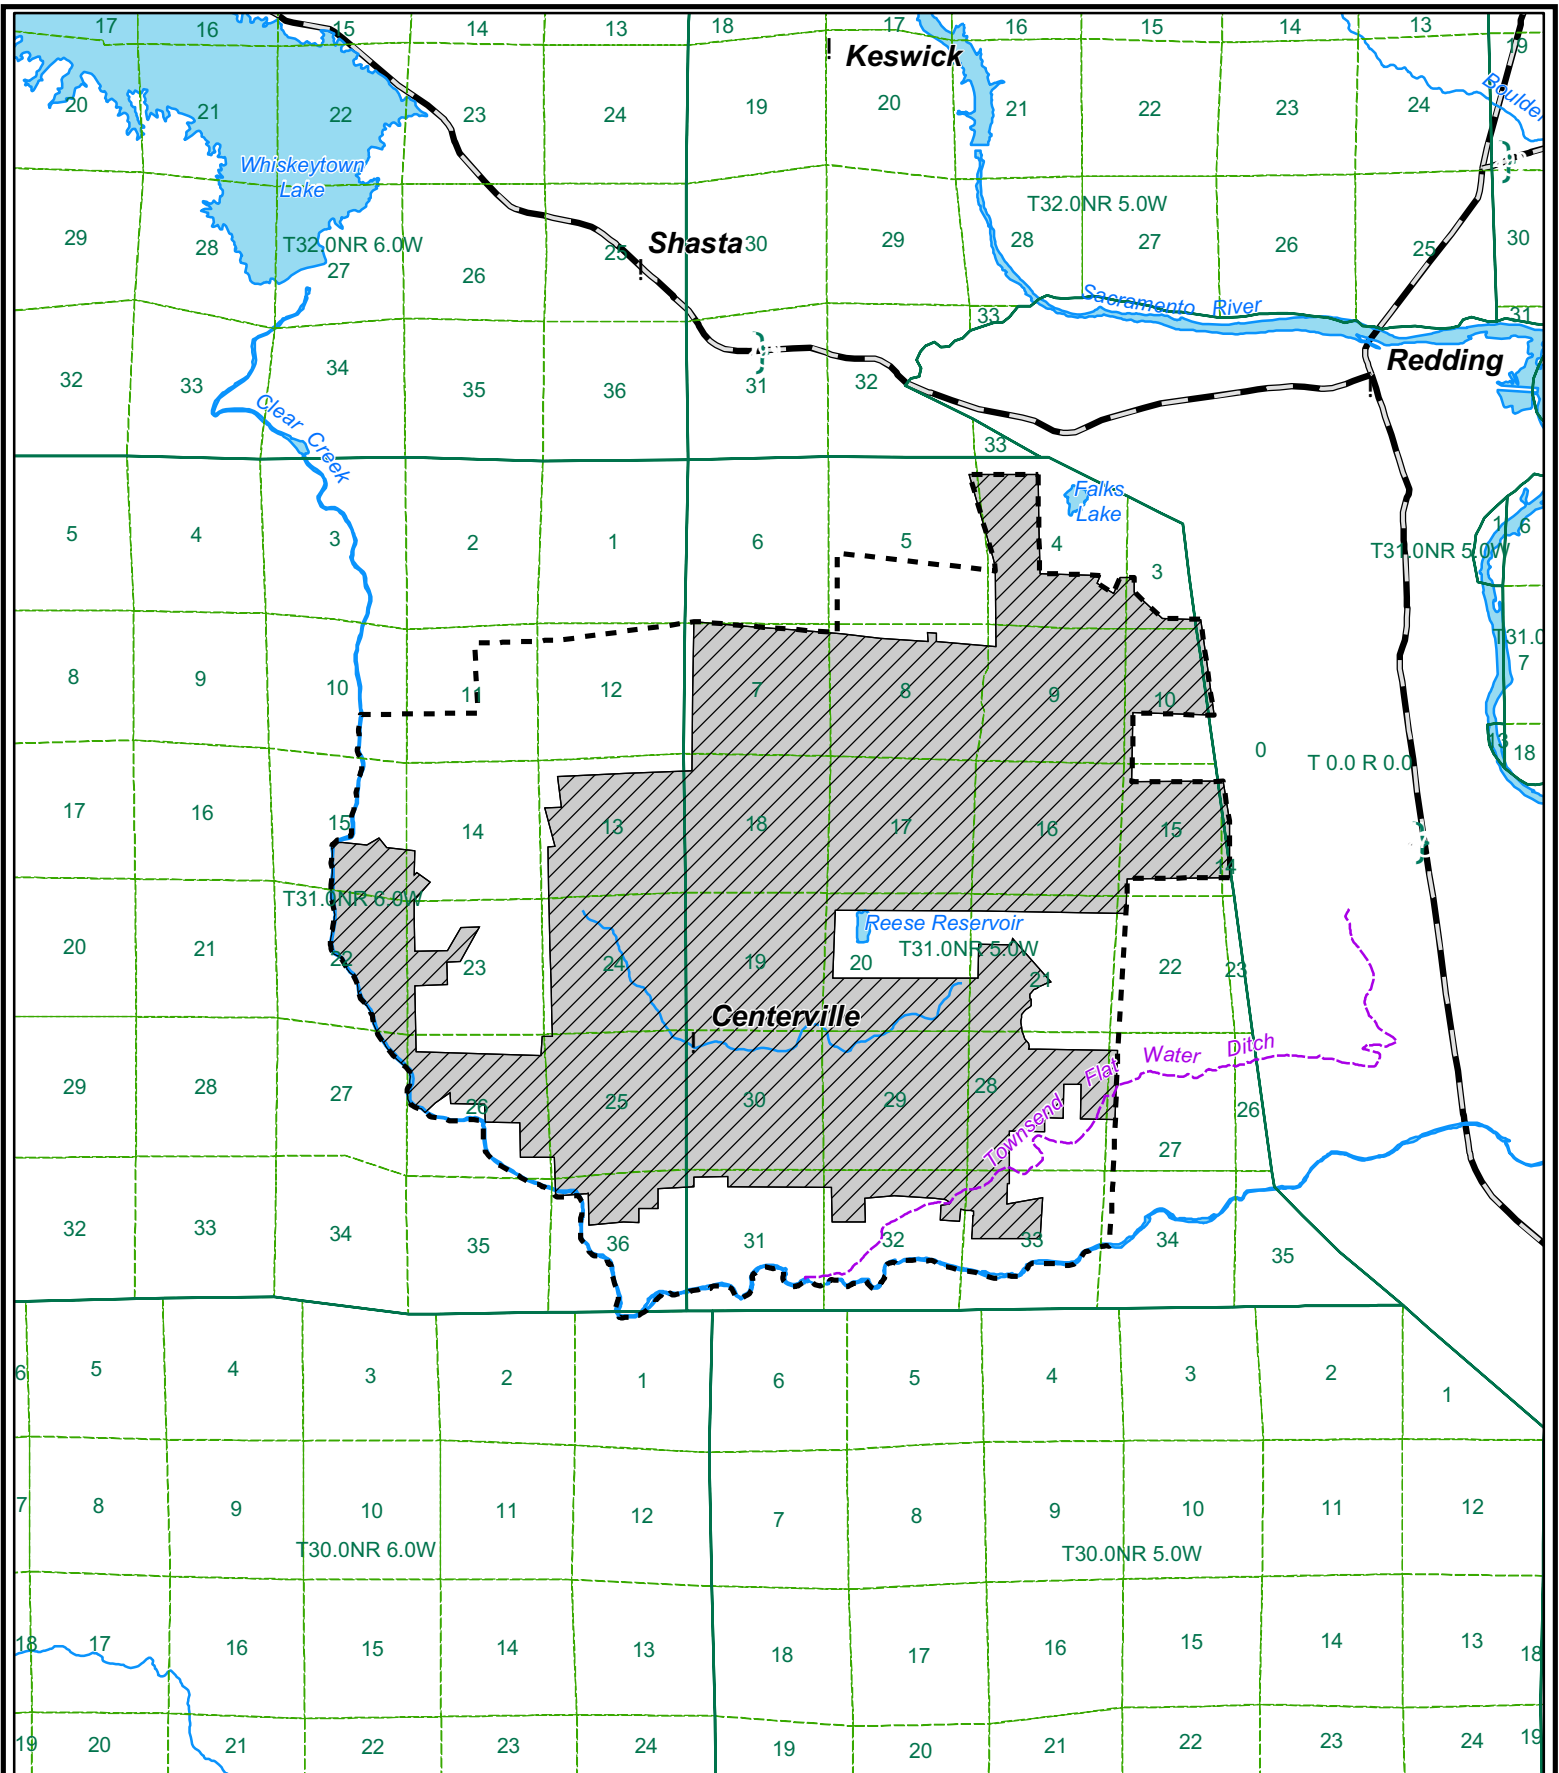 17 16 15 14 13 18 17 16 15 14 13
Keswick
19
20 21 22 23 24 19 20 21 22 23 24
Boulder
Whiskeytown
Lake
T32.0NR 5.0W
29 28 T32.0NR 6.0W 27 26 25 Shasta 30 29 28 27 26 25 30
Sacramento River
33 31
Redding
32 33 34 35 36 31 32
Clear Creek
33
Falks
Lake
5 4 3 2 1 6 5 4 3
1 6
T31.0NR 5.0W
T31.0
7
8 9 10 11 12 7 8 9 10
0 T 0.0 R 0.0
13 18
17 16 15 14 13 18 17 16 15
14
T31.0NR 6.0W
Reese Reservoir
T31.0NR 5.0W
20 21 22 23 24 19 20 21 22 23
Centerville
Townsend Flat Water Ditch
29 28 27 26 25 30 29 28 27 26
32 33 34 35 36 31 32 33 34 35
6 5 4 3 2 1 6 5 4 3 2 1
7 8 9 10 11 12 7 8 9 10 11 12
T30.0NR 6.0W T30.0NR 5.0W
18 17 16 15 14 13 18 17 16 15 14 13 18
19 20 21 22 23 24 19 20 21 22 23 24 19